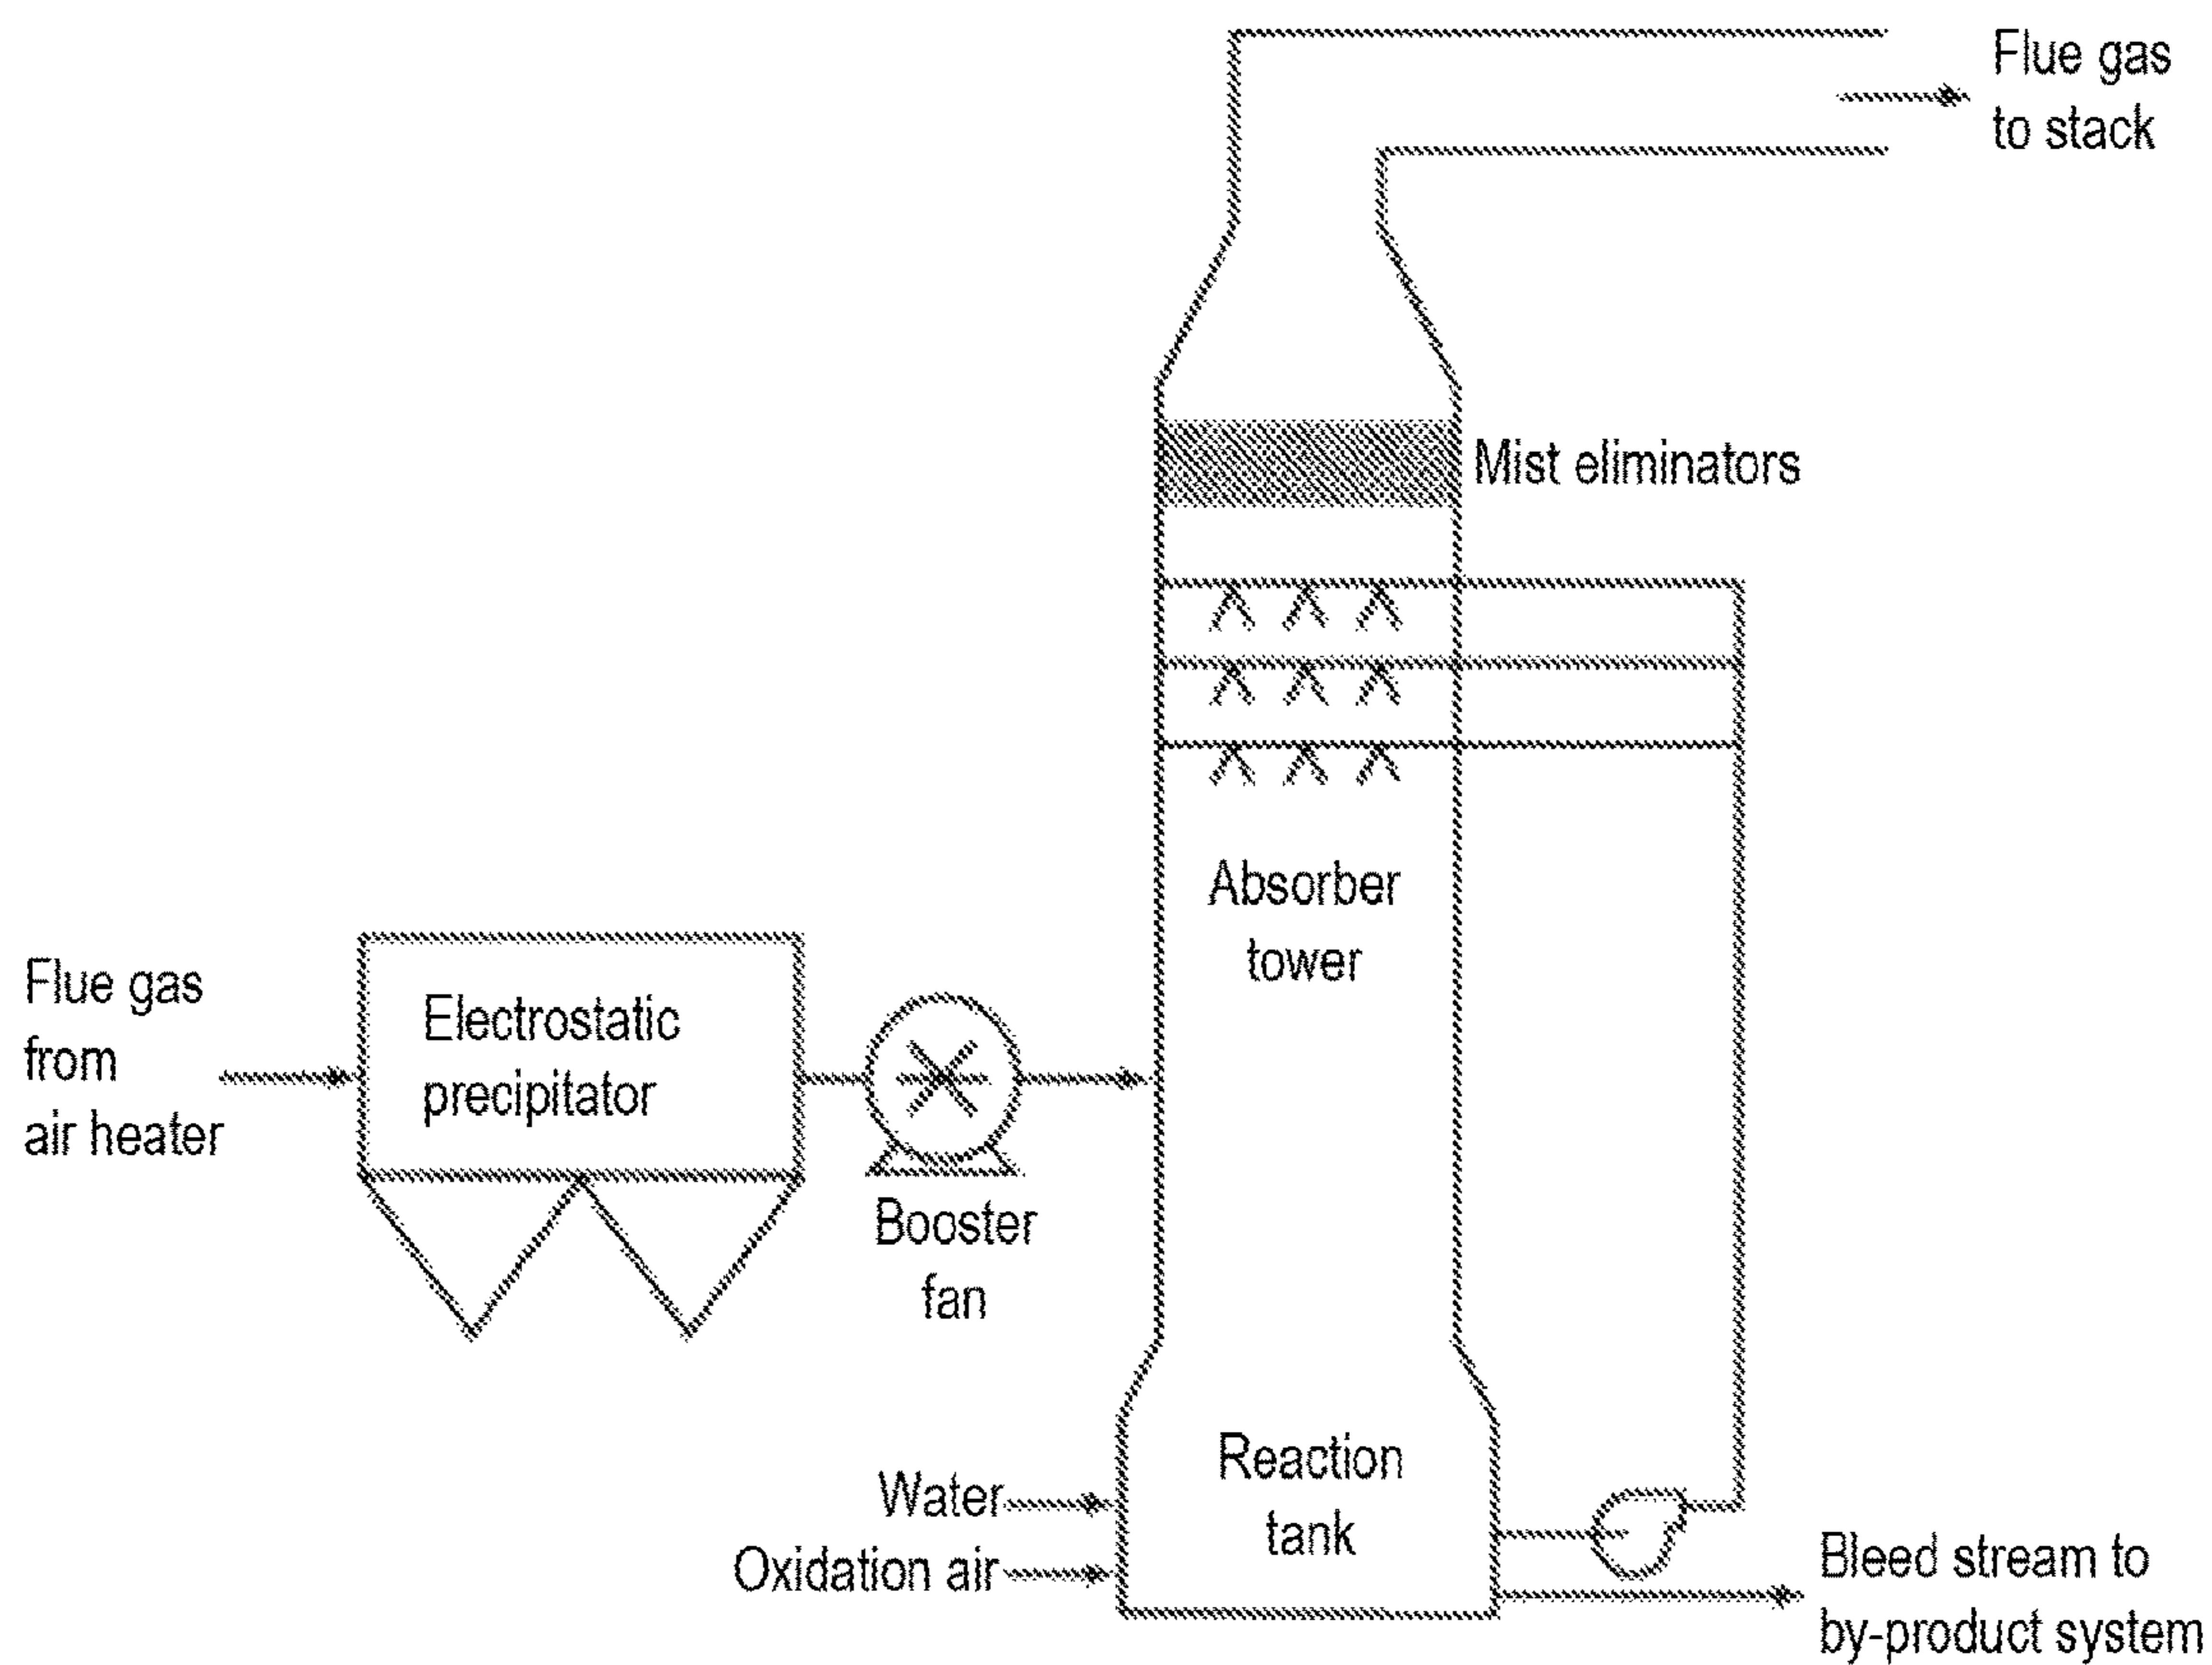 Flue gas
to stack
Mist eliminators
Absorber
tower
Flue gas
from
air heater
Electrostatic
precipitator
Booster
fan
Reaction
tank
Water
Oxidation air
Bleed stream to
by-product system